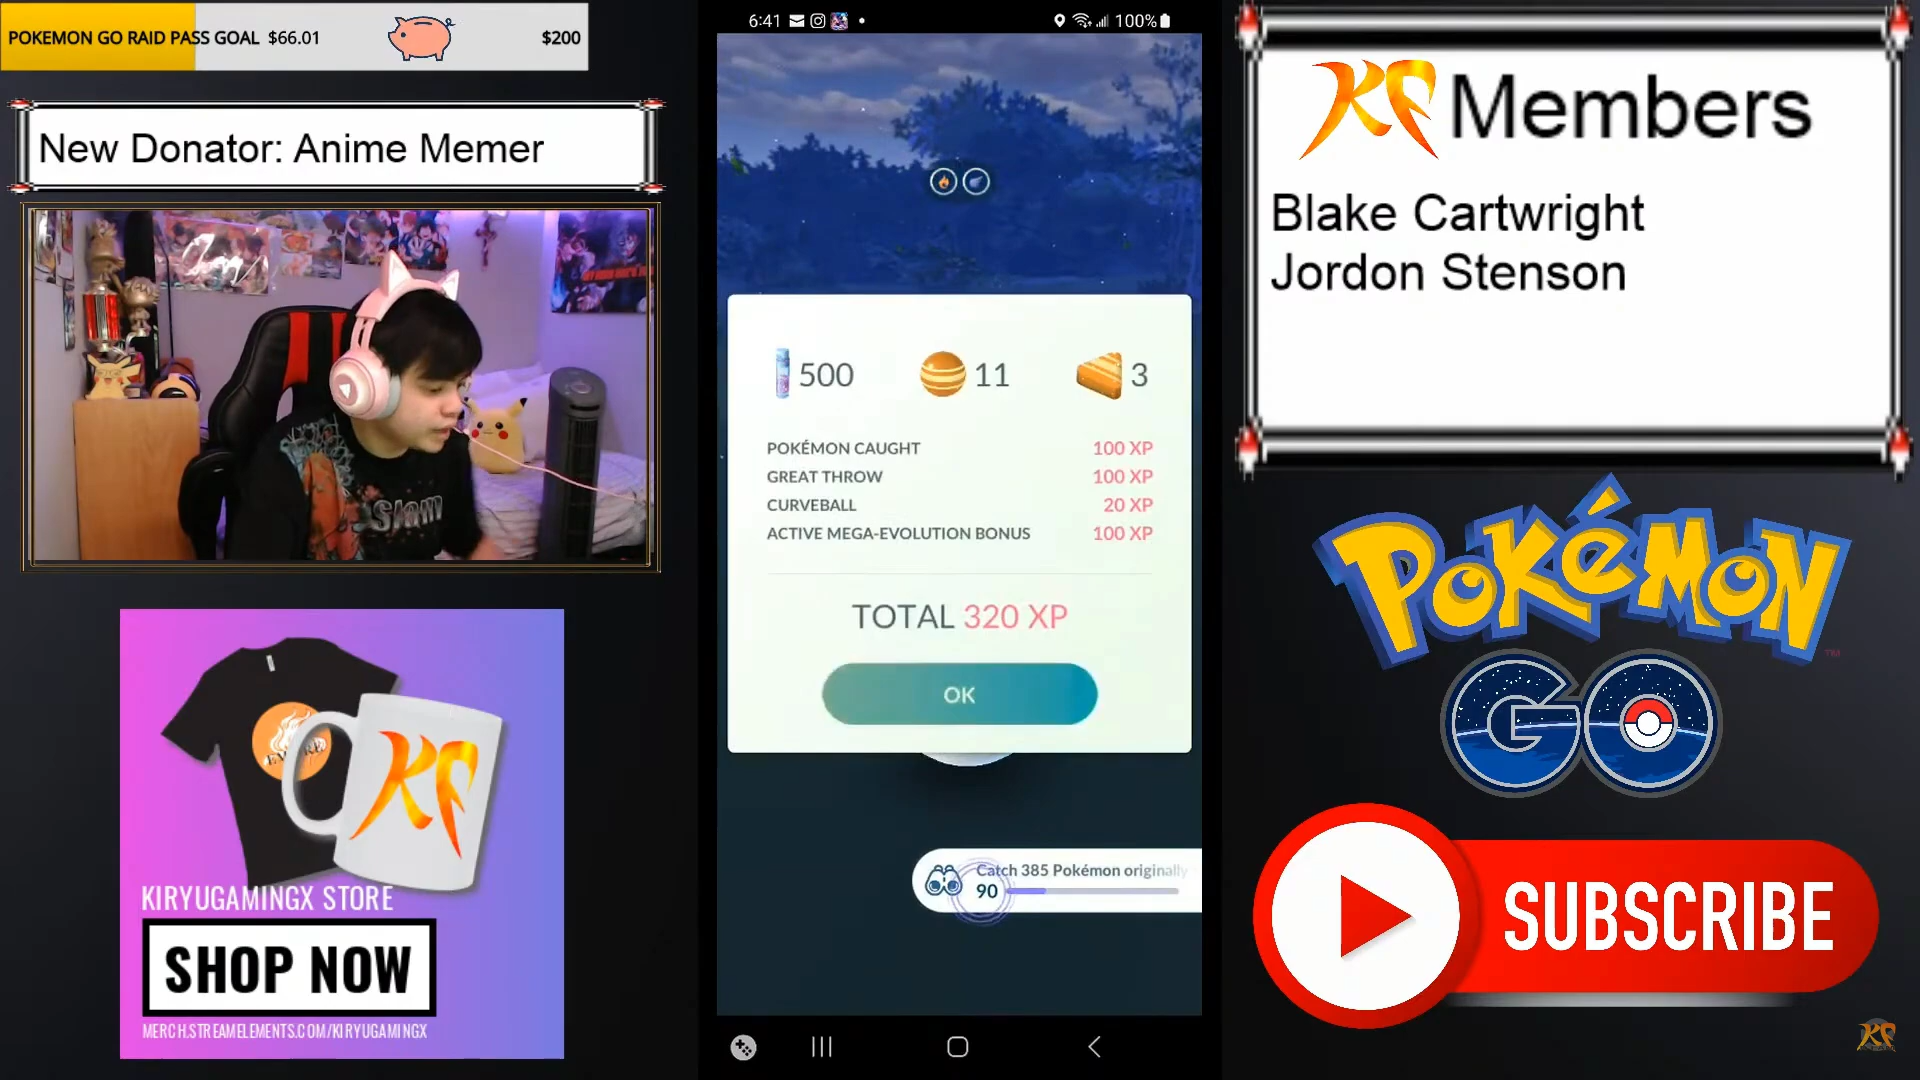 POKEMON GO RAID PASS GOAL $66.01 $200
New Donator: Anime Memer
6:41 100%
500 11 3
POKÉMON CAUGHT 100 XP
GREAT THROW 100 XP
CURVEBALL 20 XP
ACTIVE MEGA-EVOLUTION BONUS 100 XP
TOTAL 320 XP
OK
Catch 385 Pokémon originally
90
KF Members
Blake Cartwright
Jordon Stenson
POKÉMON
GO
SUBSCRIBE
KF
KIRYUGAMINGX STORE
SHOP NOW
MERCH.STREAMELEMENTS.COM/KIRYUGAMINGX
KF